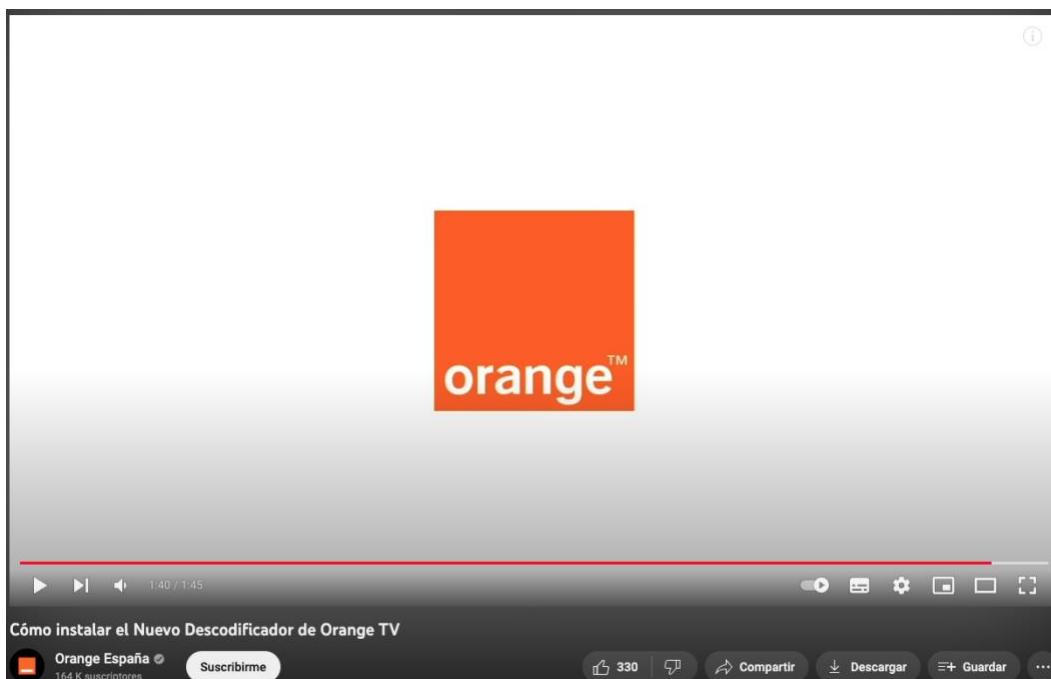 orange™
1:40 / 1:45
Cómo instalar el Nuevo Descodificador de Orange TV
Orange España
164 K suscriptores
Suscribirme
330
Compartir
Descargar
Guardar